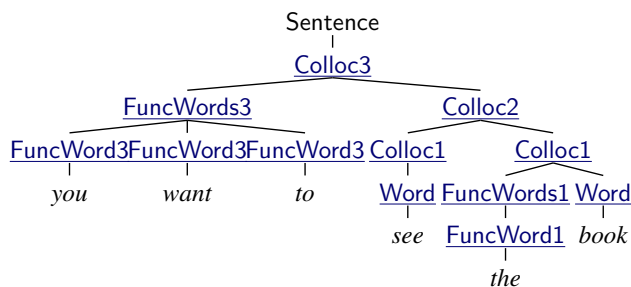 Sentence
Colloc3
FuncWords3 Colloc2
FuncWord3 FuncWord3 FuncWord3 Colloc1 Colloc1
you want to Word FuncWords1 Word
see FuncWord1 book
the